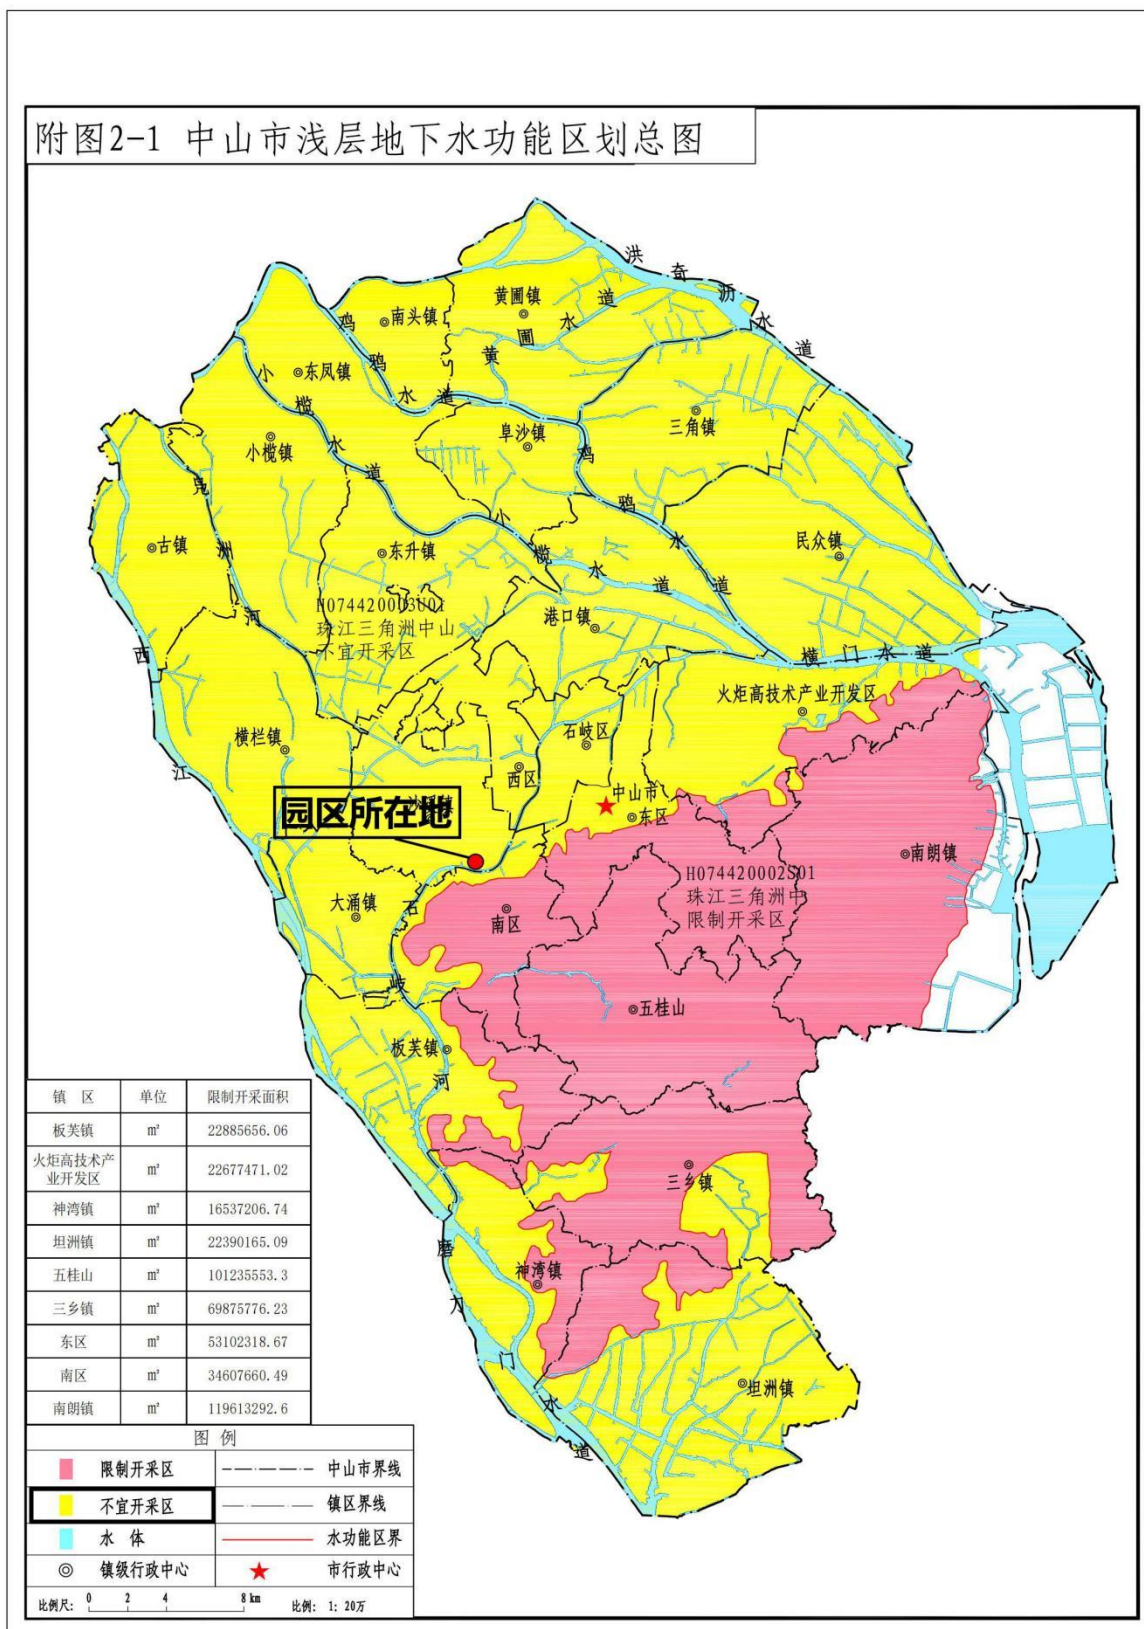 附图2-1 中山市浅层地下水功能区划总图
洪奇沥水道
黄圃镇
南头镇
黄圃水道
鸡鸦水道
东凤镇
小榄水道
三角镇
阜沙镇
小榄镇
凫洲河
鸡鸦水道
小榄水道
古镇
东升镇
民众镇
H074420003U01
珠江三角洲中山
不宜开采区
港口镇
横门水道
西江
火炬高技术产业开发区
横栏镇
石岐区
西区
中山市
东区
园区所在地
南朗镇
H074420002S01
珠江三角洲中
限制开采区
大涌镇
石岐河
南区
五桂山
板芙镇
三乡镇
神湾镇
磨刀门水道
坦洲镇
镇 区 单位 限制开采面积
板芙镇 m² 22885656.06
火炬高技术产
业开发区 m² 22677471.02
神湾镇 m² 16537206.74
坦洲镇 m² 22390165.09
五桂山 m² 101235553.3
三乡镇 m² 69875776.23
东区 m² 53102318.67
南区 m² 34607660.49
南朗镇 m² 119613292.6
图 例
限制开采区 中山市界线
不宜开采区 镇区界线
水 体 水功能区界
镇级行政中心 市行政中心
比例尺: 0 2 4 8 km 比例: 1: 20万